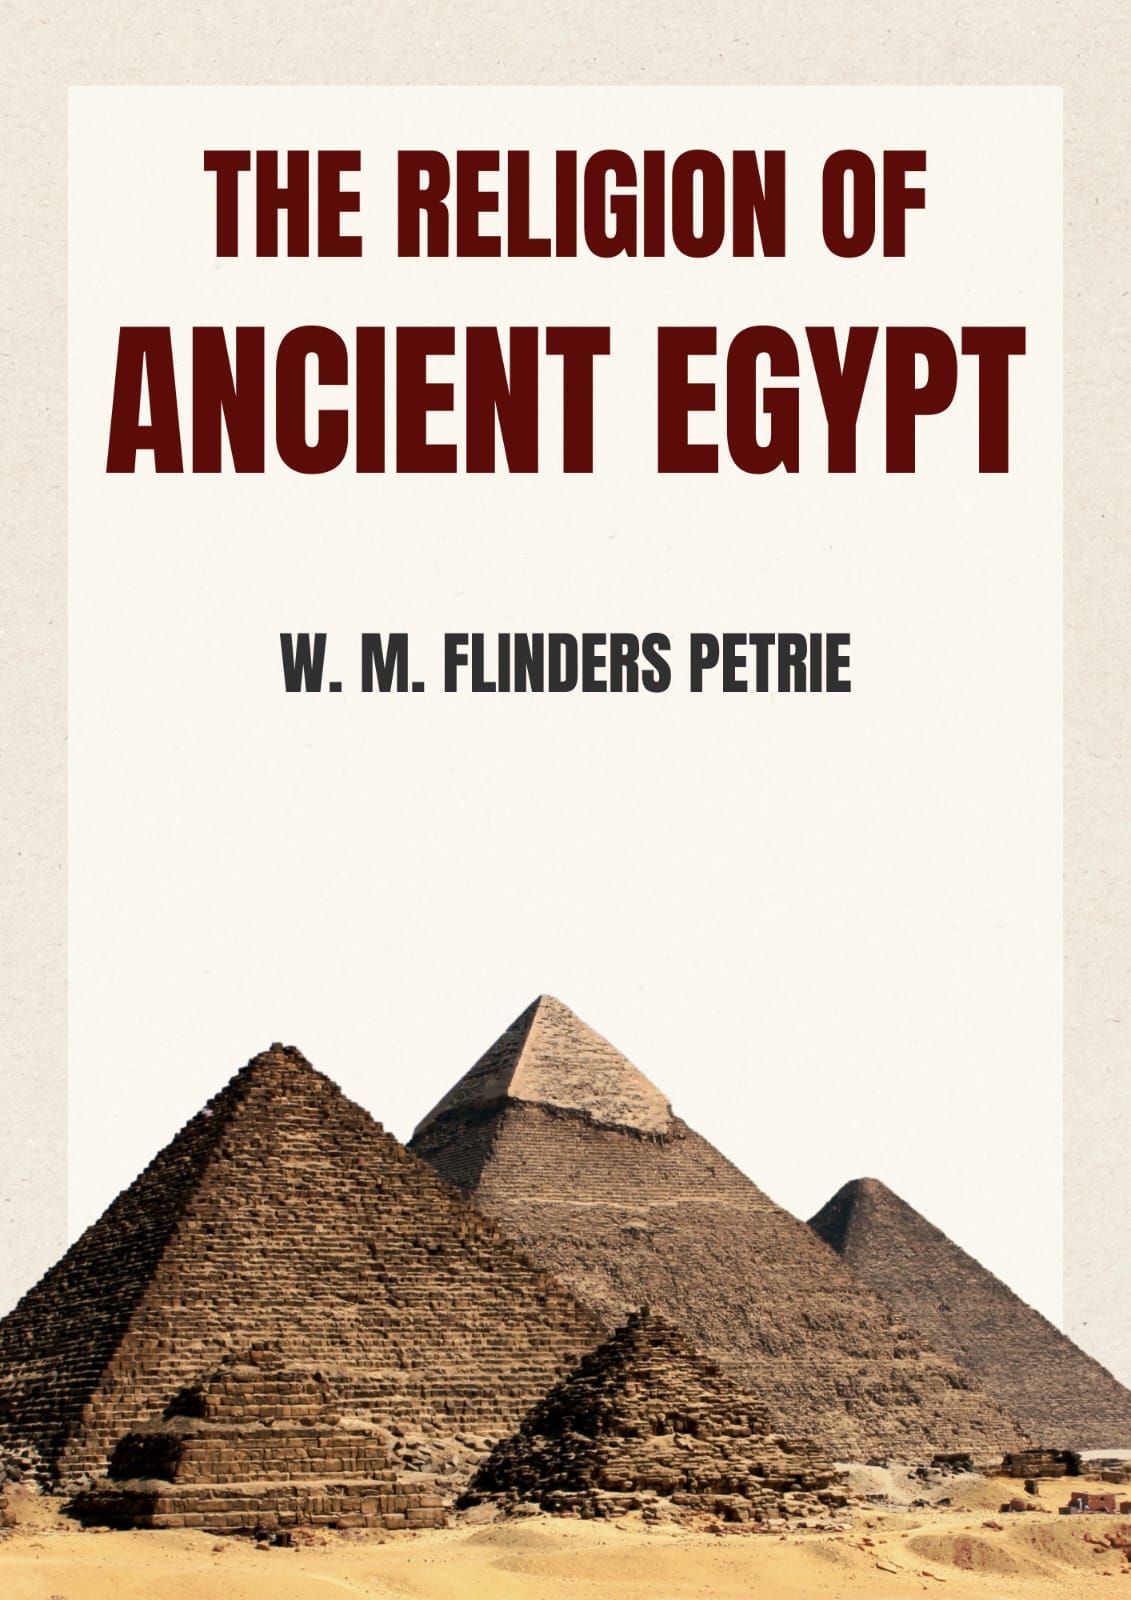 THE RELIGION OF
ANCIENT EGYPT
W. M. FLINDERS PETRIE